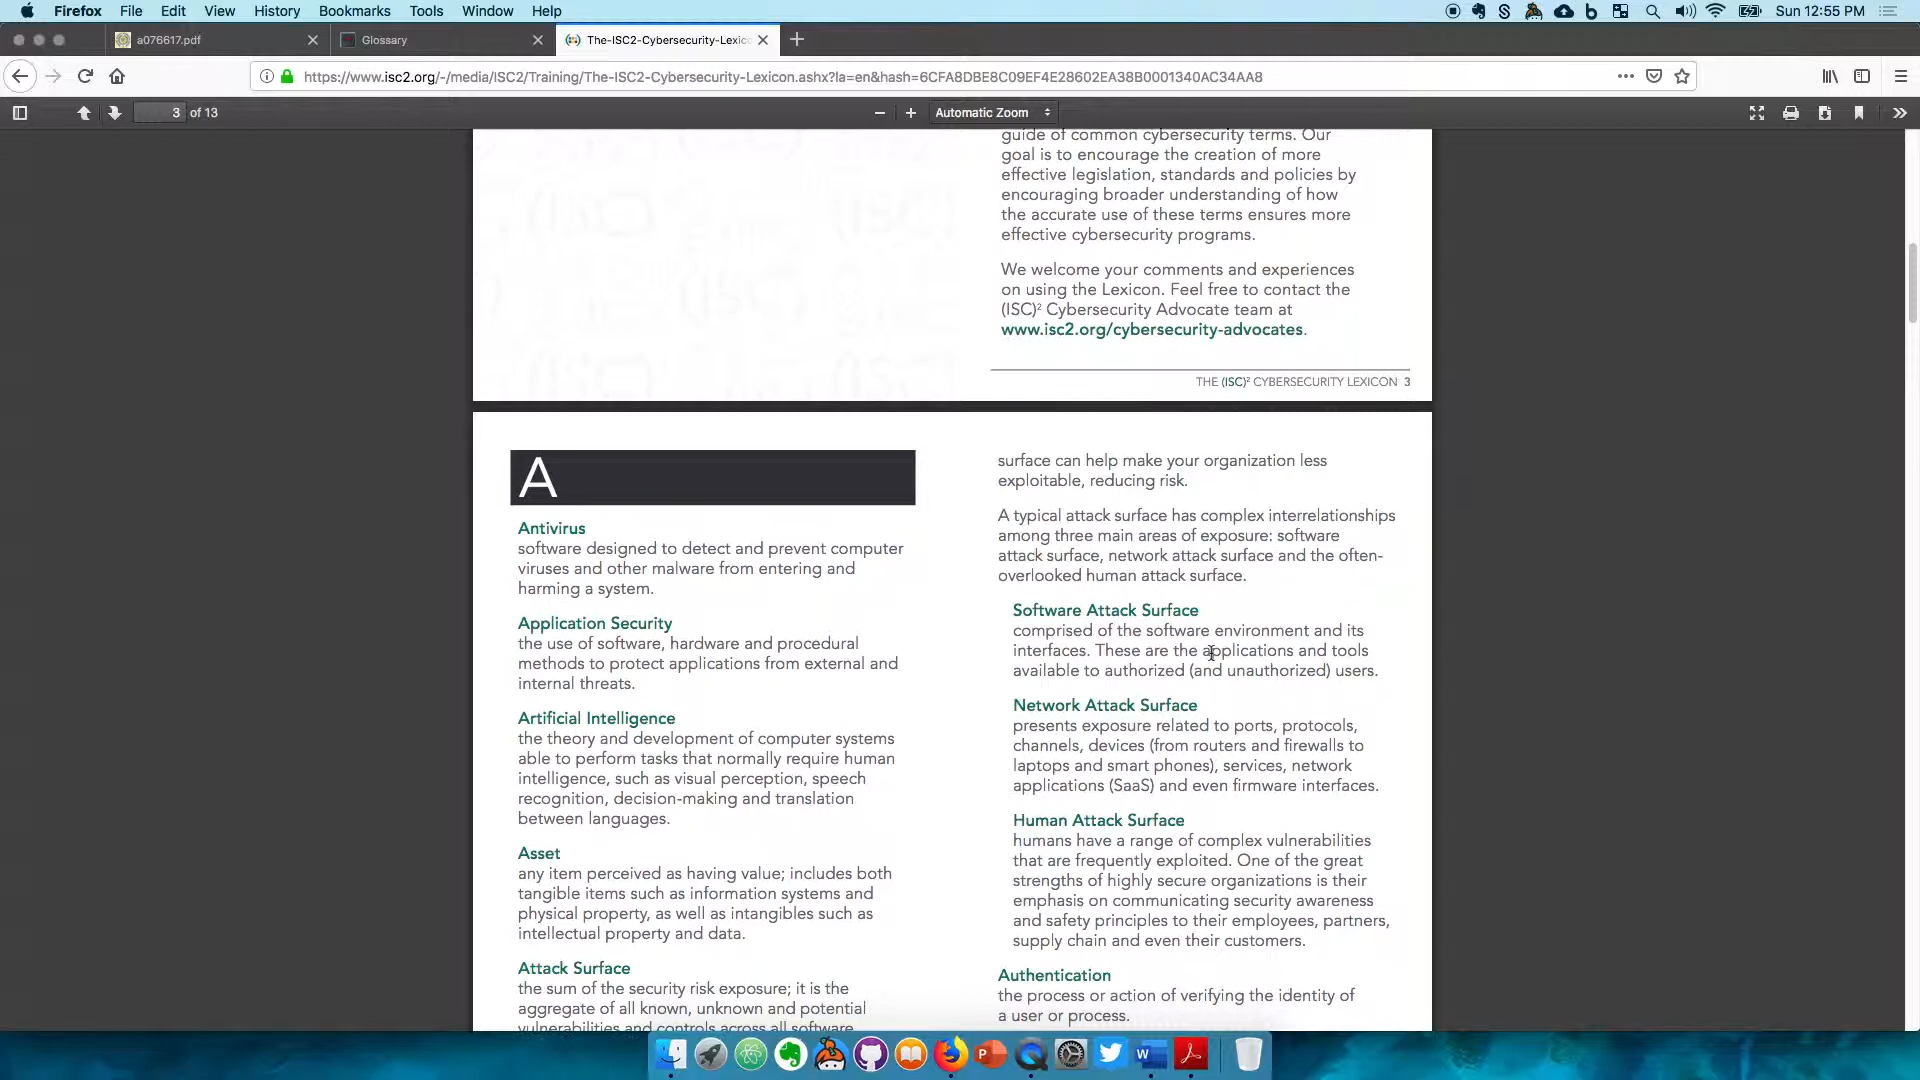 Firefox File Edit View History Bookmarks Tools Window Help
Sun 12:55 PM
a076617.pdf
Glossary
The-ISC2-Cybersecurity-Lexic
https://www.isc2.org/-/media/ISC2/Training/The-ISC2-Cybersecurity-Lexicon.ashx?la=en&hash=6CFA8DBE8C09EF4E28602EA38B0001340AC34AA8
3 of 13
Automatic Zoom
guide of common cybersecurity terms. Our
goal is to encourage the creation of more
effective legislation, standards and policies by
encouraging broader understanding of how
the accurate use of these terms ensures more
effective cybersecurity programs.
We welcome your comments and experiences
on using the Lexicon. Feel free to contact the
(ISC)² Cybersecurity Advocate team at
www.isc2.org/cybersecurity-advocates.
THE (ISC)² CYBERSECURITY LEXICON 3
A
Antivirus
software designed to detect and prevent computer
viruses and other malware from entering and
harming a system.
Application Security
the use of software, hardware and procedural
methods to protect applications from external and
internal threats.
Artificial Intelligence
the theory and development of computer systems
able to perform tasks that normally require human
intelligence, such as visual perception, speech
recognition, decision-making and translation
between languages.
Asset
any item perceived as having value; includes both
tangible items such as information systems and
physical property, as well as intangibles such as
intellectual property and data.
Attack Surface
the sum of the security risk exposure; it is the
aggregate of all known, unknown and potential
vulnerabilities and controls across all software
surface can help make your organization less
exploitable, reducing risk.
A typical attack surface has complex interrelationships
among three main areas of exposure: software
attack surface, network attack surface and the often-
overlooked human attack surface.
Software Attack Surface
comprised of the software environment and its
interfaces. These are the applications and tools
available to authorized (and unauthorized) users.
Network Attack Surface
presents exposure related to ports, protocols,
channels, devices (from routers and firewalls to
laptops and smart phones), services, network
applications (SaaS) and even firmware interfaces.
Human Attack Surface
humans have a range of complex vulnerabilities
that are frequently exploited. One of the great
strengths of highly secure organizations is their
emphasis on communicating security awareness
and safety principles to their employees, partners,
supply chain and even their customers.
Authentication
the process or action of verifying the identity of
a user or process.